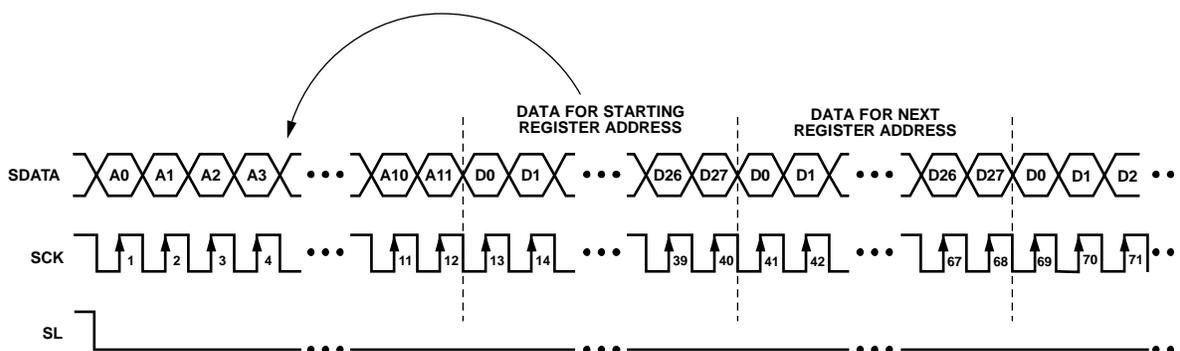 DATA FOR STARTING
REGISTER ADDRESS
DATA FOR NEXT
REGISTER ADDRESS
SDATA A0 A1 A2 A3 A10 A11 D0 D1 D26 D27 D0 D1 D26 D27 D0 D1 D2
SCK 1 2 3 4 11 12 13 14 39 40 41 42 67 68 69 70 71
SL